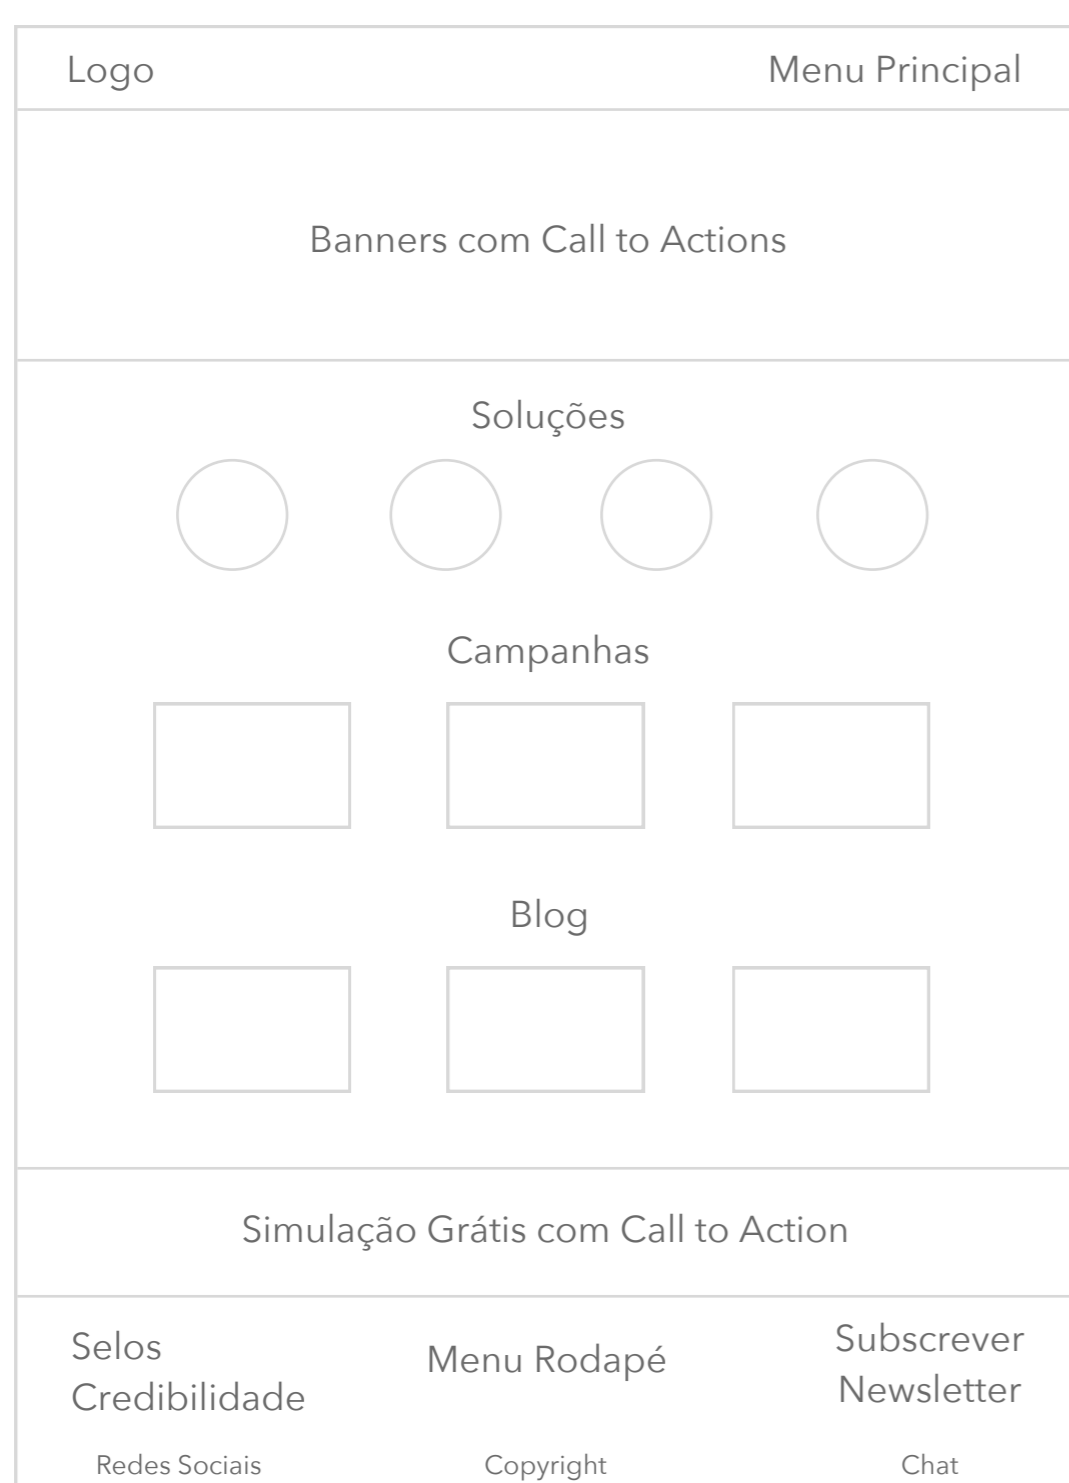 Logo
Menu Principal
Banners com Call to Actions
Soluções
Campanhas
Blog
Simulação Grátis com Call to Action
Selos
Credibilidade
Menu Rodapé
Subscrever
Newsletter
Redes Sociais
Copyright
Chat